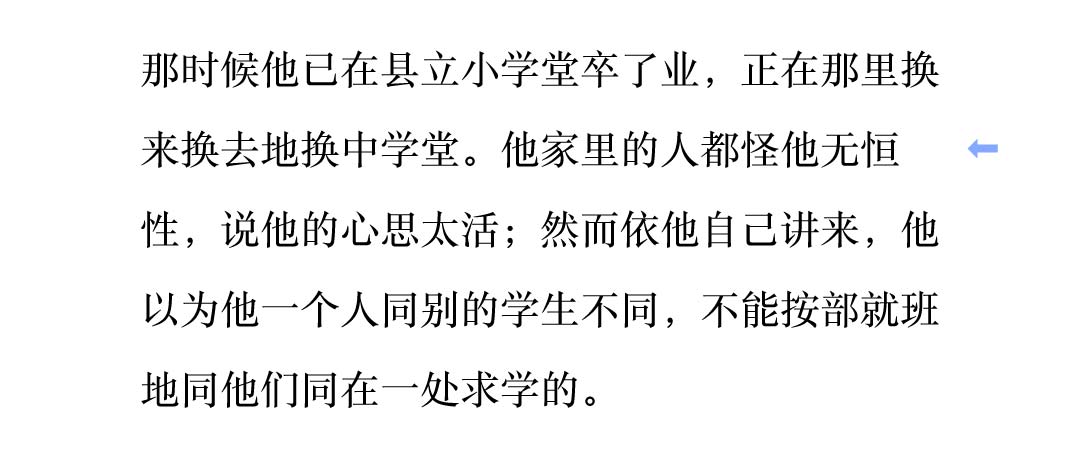 那时候他已在县立小学堂卒了业，正在那里换
来换去地换中学堂。他家里的人都怪他无恒
性，说他的心思太活；然而依他自己讲来，他
以为他一个人同别的学生不同，不能按部就班
地同他们同在一处求学的。